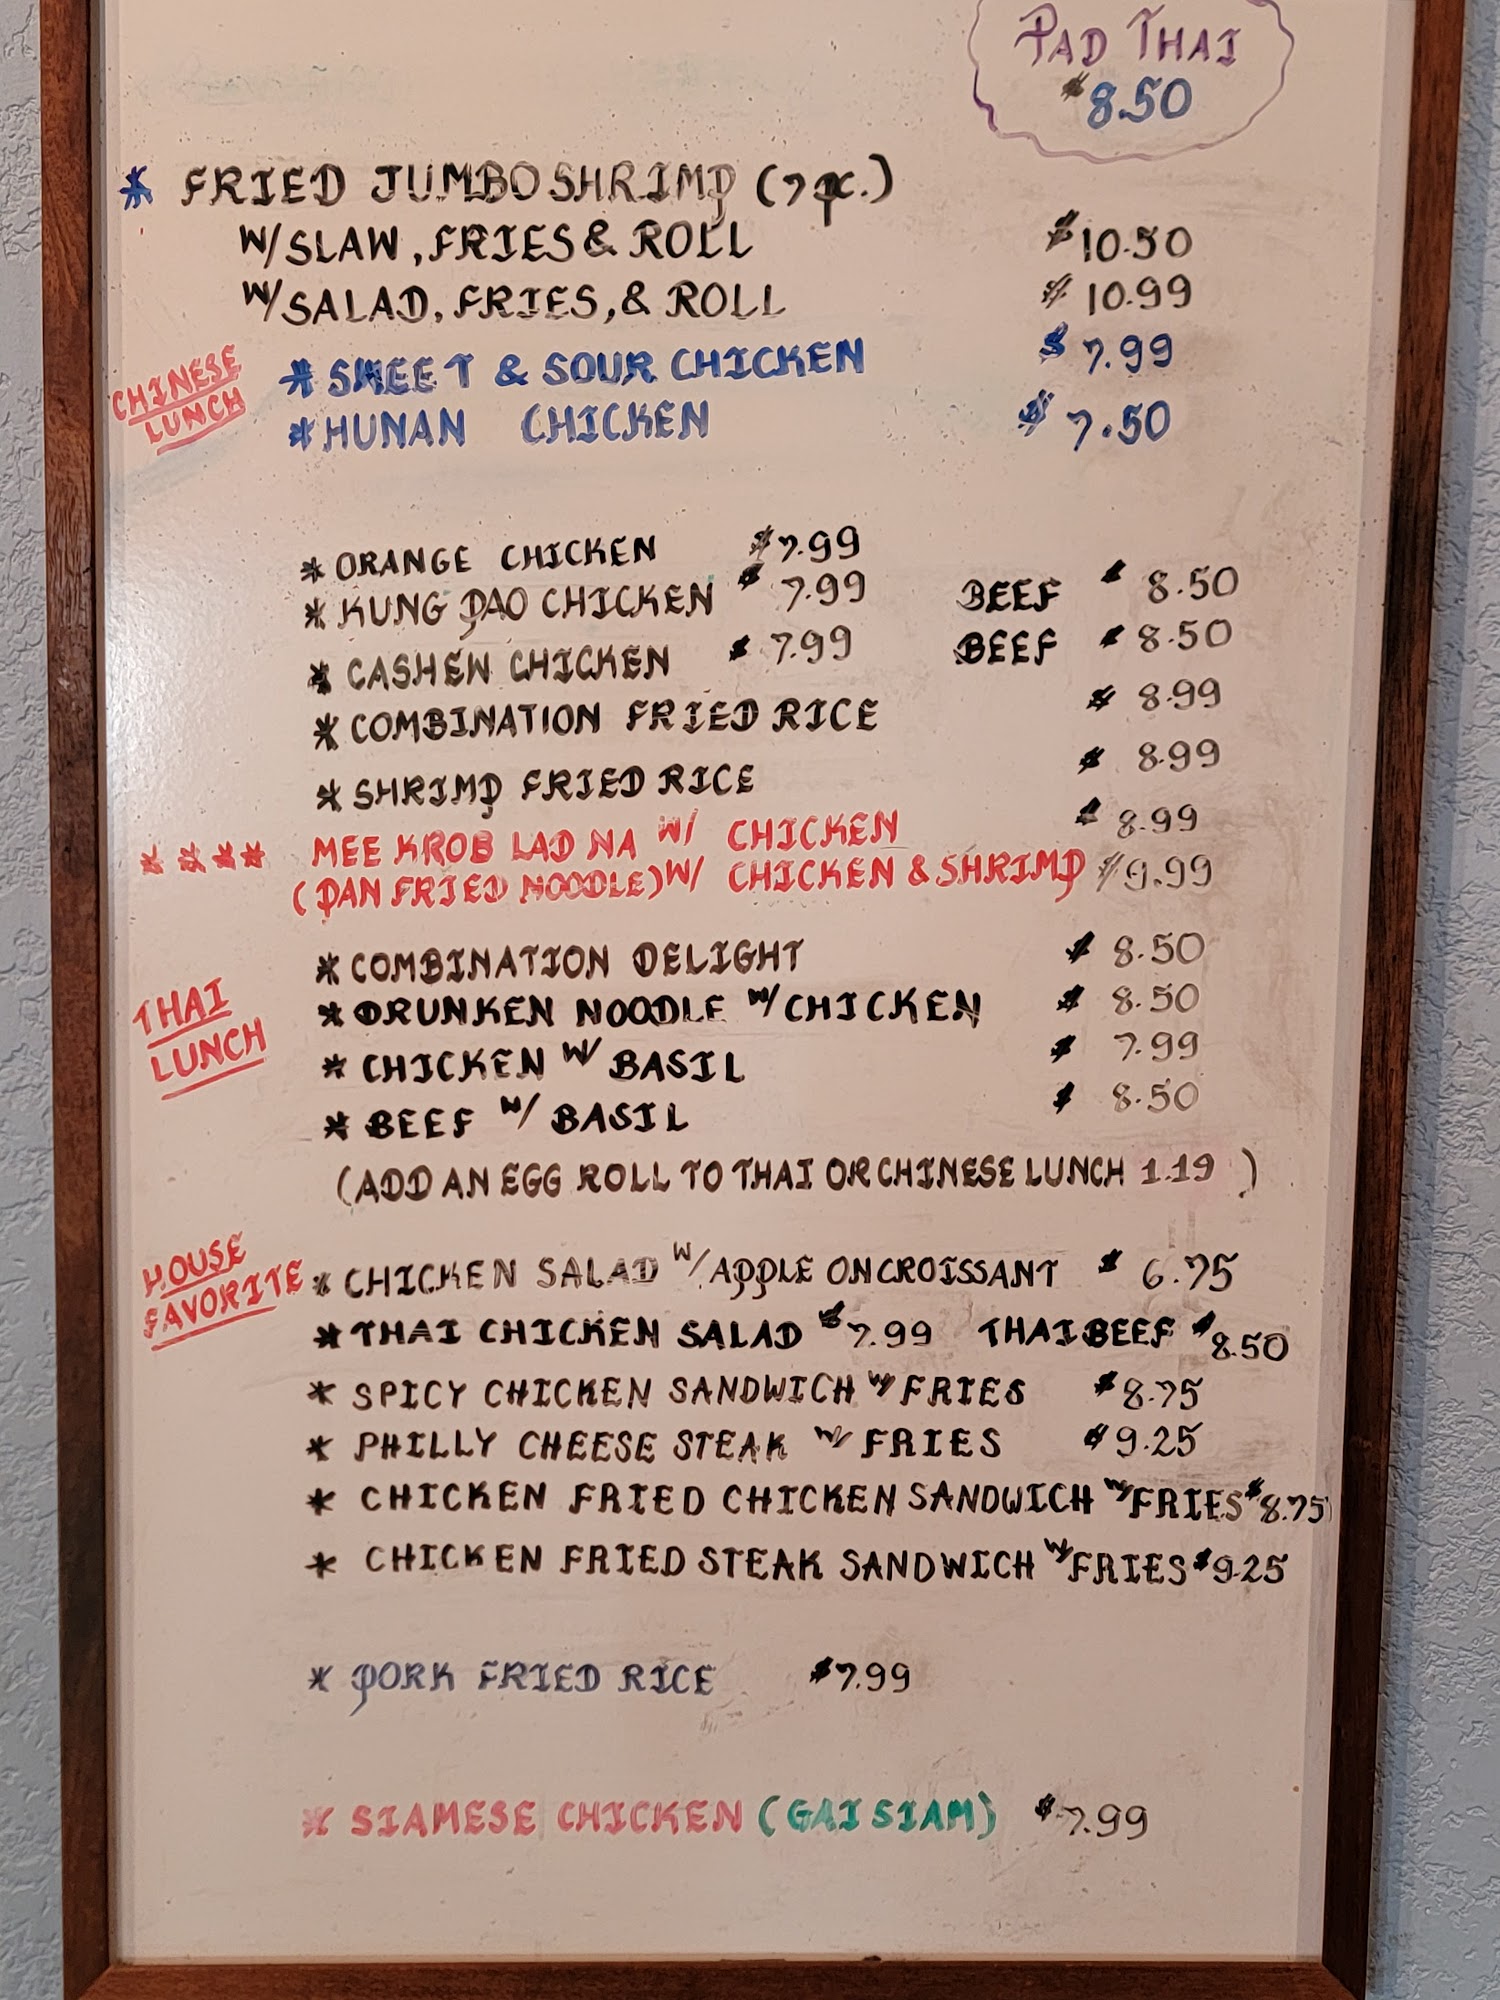 PAD THAI
$8.50
* FRIED JUMBO SHRIMP (7 pc.)
W/SLAW, FRIES & ROLL $10.50
W/SALAD, FRIES, & ROLL $10.99
CHINESE LUNCH
* SWEET & SOUR CHICKEN $7.99
* HUNAN CHICKEN $7.50
* ORANGE CHICKEN $7.99
* KUNG PAO CHICKEN $7.99 BEEF $8.50
* CASHEW CHICKEN $7.99 BEEF $8.50
* COMBINATION FRIED RICE $8.99
* SHRIMP FRIED RICE $8.99
**** MEE KROB LAD NA W/ CHICKEN $8.99
(PAN FRIED NOODLE) W/ CHICKEN & SHRIMP $9.99
THAI LUNCH
* COMBINATION DELIGHT $8.50
* DRUNKEN NOODLE W/CHICKEN $8.50
* CHICKEN W/ BASIL $7.99
* BEEF W/ BASIL $8.50
(ADD AN EGG ROLL TO THAI OR CHINESE LUNCH 1.19)
HOUSE FAVORITE
* CHICKEN SALAD W/APPLE ON CROISSANT $6.75
* THAI CHICKEN SALAD $7.99 THAI BEEF $8.50
* SPICY CHICKEN SANDWICH W/ FRIES $8.75
* PHILLY CHEESE STEAK W/ FRIES $9.25
* CHICKEN FRIED CHICKEN SANDWICH W/FRIES $8.75
* CHICKEN FRIED STEAK SANDWICH W/FRIES $9.25
* PORK FRIED RICE $7.99
* SIAMESE CHICKEN (GAI SIAM) $7.99